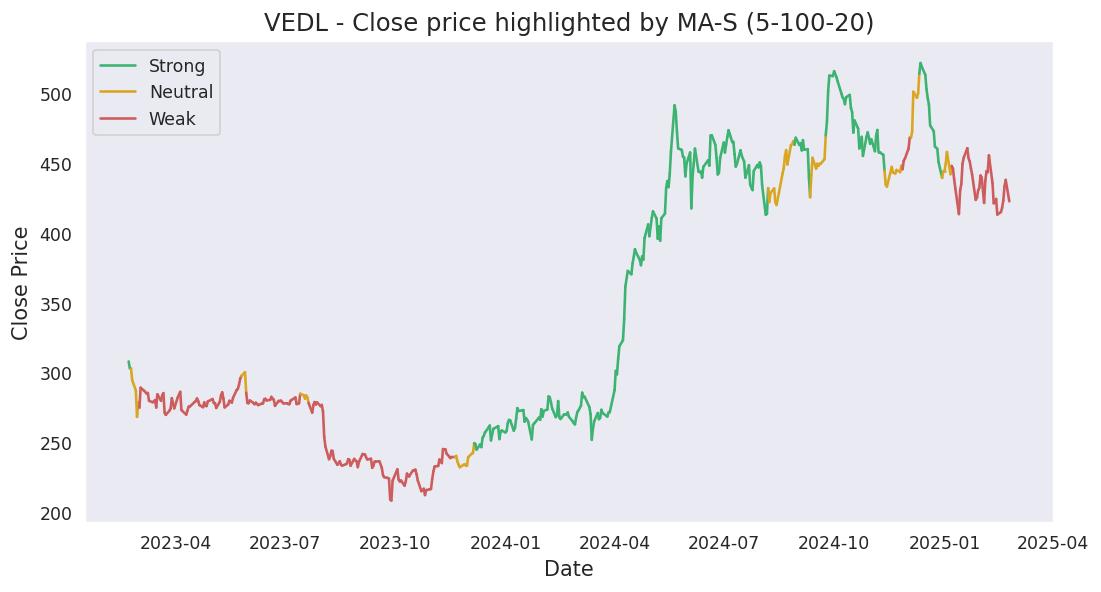 VEDL - Close price highlighted by MA-S (5-100-20)
Strong
Neutral
Weak
500
450
400
350
300
250
200
Close Price
2023-04 2023-07 2023-10 2024-01 2024-04 2024-07 2024-10 2025-01 2025-04
Date